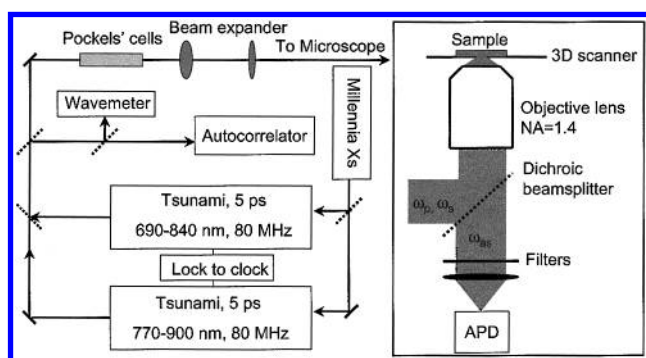 Pockels' cells
Beam expander
To Microscope
Wavemeter
Autocorrelator
Millennia Xs
Tsunami, 5 ps
690-840 nm, 80 MHz
Lock to clock
Tsunami, 5 ps
770-900 nm, 80 MHz
Sample
3D scanner
Objective lens
NA=1.4
Dichroic
beamsplitter
ωp, ωs
ωas
Filters
APD